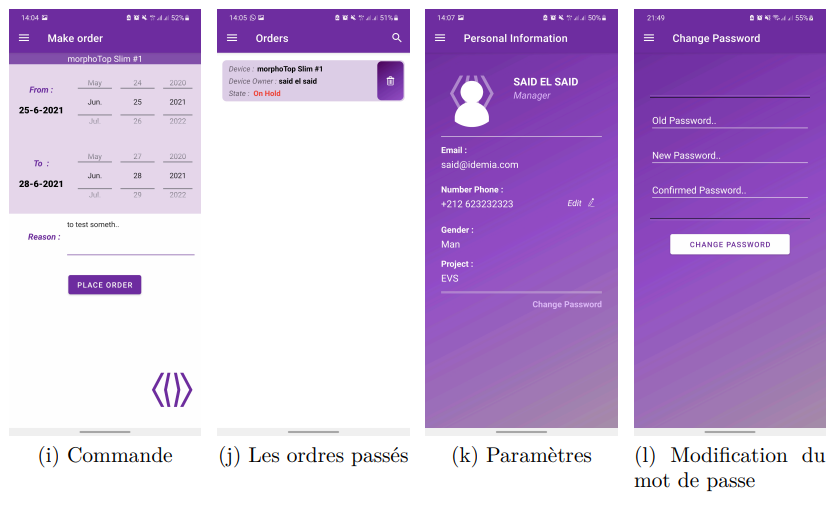 14:04 52%
Make order
morphoTop Slim #1
From :
25-6-2021
May 24 2020
Jun. 25 2021
Jul. 26 2022
To :
28-6-2021
May 27 2020
Jun. 28 2021
Jul. 29 2022
to test someth..
Reason :
PLACE ORDER
(i) Commande
14:05 51%
Orders
Device : morphoTop Slim #1
Device Owner : said el said
State : On Hold
(j) Les ordres passés
14:07 50%
Personal Information
SAID EL SAID
Manager
Email :
said@idemia.com
Number Phone :
+212 623232323 Edit
Gender :
Man
Project :
EVS
Change Password
(k) Paramètres
21:49 55%
Change Password
Old Password..
New Password..
Confirmed Password..
CHANGE PASSWORD
(l) Modification du
mot de passe